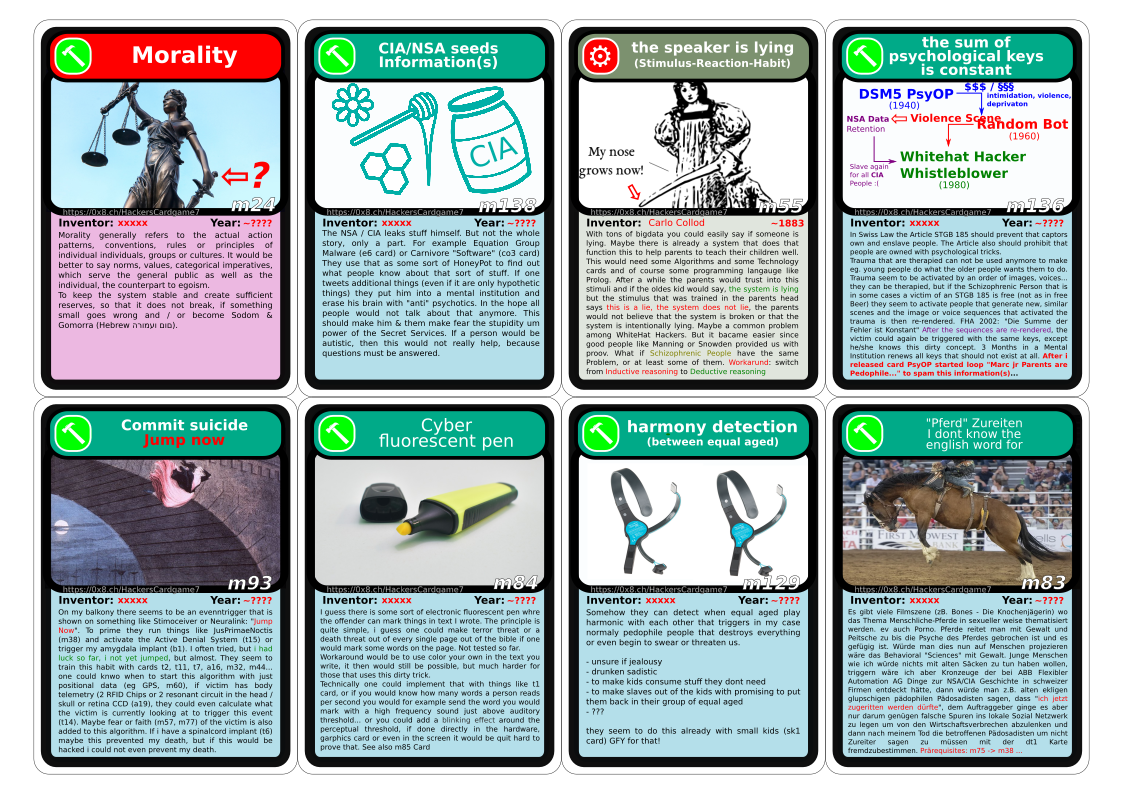 Morality
m24
https://0x8.ch/HackersCardgame7
Inventor: xxxxx Year: ~????
Morality generally refers to the actual action
patterns, conventions, rules or principles of
individual individuals, groups or cultures. It would be
better to say norms, values, categorical imperatives,
which serve the general public as well as the
individual, the counterpart to egoism.
To keep the system stable and create sufficient
reserves, so that it does not break, if something
small goes wrong and / or become Sodom &
Gomorra (Hebrew סְדוֹם וַעֲמוֹרָה).
CIA/NSA seeds
Information(s)
CIA
m138
https://0x8.ch/HackersCardgame7
Inventor: xxxxx Year: ~????
The NSA / CIA leaks stuff himself. But not the whole
story, only a part. For example Equation Group
Malware (e6 card) or Carnivore "Software" (co3 card)
They use that as some sort of HoneyPot to find out
what people know about that sort of stuff. If one
tweets additional things (even if it are only hypothetic
things) they put him into a mental institution and
erase his brain with "anti" psychotics. In the hope all
people would not talk about that anymore. This
should make him & them make fear the stupidity um
power of the Secret Services. If a person would be
autistic, then this would not really help, because
questions must be answered.
the speaker is lying
(Stimulus-Reaction-Habit)
My nose
grows now!
m55
https://0x8.ch/HackersCardgame7
Inventor: Carlo Collod ~1883
With tons of bigdata you could easily say if someone is
lying. Maybe there is already a system that does that
function this to help parents to teach their children well.
This would need some Algorithms and some Technology
cards and of course some programming langauge like
Prolog. After a while the parents would trust into this
stimuli and if the oldes kid would say, the system is lying
but the stimulus that was trained in the parents head
says this is a lie, the system does not lie, the parents
would not believe that the system is broken or that the
system is intentionally lying. Maybe a common problem
among WhiteHat Hackers. But it bacame easier since
good people like Manning or Snowden provided us with
proov. What if Schizophrenic People have the same
Problem, or at least some of them. Workarund: switch
from Inductive reasoning to Deductive reasoning
the sum of
psychological keys
is constant
$$$ / §§§
DSM5 PsyOP
intimidation, violence,
deprivaton
(1940)
NSA Data
Retention
Violence Scene
Random Bot
(1960)
Slave again
for all CIA
People :(
Whitehat Hacker
Whistleblower
(1980)
m136
https://0x8.ch/HackersCardgame7
Inventor: xxxxx Year: ~????
In Swiss Law the Article STGB 185 should prevent that captors
own and enslave people. The Article also should prohibit that
people are owned with psychological tricks.
Trauma that are therapied can not be used anymore to make
eg. young people do what the older people wants them to do.
Trauma seem to be activated by an order of images, voices...
they can be therapied, but if the Schizophrenic Person that is
in some cases a victim of an STGB 185 is free (not as in free
Beer) they seem to activate people that generate new, similar
scenes and the image or voice sequences that activated the
trauma is then re-rendered. FHA 2002: "Die Summe der
Fehler ist Konstant" After the sequences are re-rendered, the
victim could again be triggered with the same keys, except
he/she knows this dirty concept. 3 Months in a Mental
Institution renews all keys that should not exist at all. After i
released card PsyOP started loop "Marc jr Parents are
Pedophile..." to spam this information(s)...
Commit suicide
Jump now
m93
https://0x8.ch/HackersCardgame7
Inventor: xxxxx Year: ~????
On my balkony there seems to be an evenntrigger that is
shown on something like Stimoceiver or Neuralink: "Jump
Now". To prime they run things like JusPrimaeNoctis
(m38) and activate the Active Denial System (t15) or
trigger my amygdala implant (b1). I often tried, but i had
luck so far, i not yet jumped, but almost. They seem to
train this habit with cards t2, t11, t7, a16, m32, m44...
one could knwo when to start this algorithm with just
positional data (eg GPS, m60), if victim has body
telemetry (2 RFID Chips or 2 resonant circuit in the head /
skull or retina CCD (a19), they could even calculate what
the victim is currently looking at to trigger this event
(t14). Maybe fear or faith (m57, m77) of the victim is also
added to this algorithm. If i have a spinalcord implant (t6)
maybe this prevented my death, but if this would be
hacked i could not even prevent my death.
Cyber
fluorescent pen
m84
https://0x8.ch/HackersCardgame7
Inventor: xxxxx Year: ~????
I guess there is some sort of electronic fluorescent pen whre
the offender can mark things in text I wrote. The principle is
quite simple, i guess one could make terror threat or a
death threat out of every single page out of the bible if one
would mark some words on the page. Not tested so far.
Workaround would be to use color your own in the text you
write, it then would still be possible, but much harder for
those that uses this dirty trick.
Technically one could implement that with things like t1
card, or if you would know how many words a person reads
per second you would for example send the word you would
mark with a high frequency sound just above auditory
threshold... or you could add a blinking effect around the
perceptual threshold, if done directly in the hardware,
garphics card or even in the screen it would be quit hard to
prove that. See also m85 Card
harmony detection
(between equal aged)
m129
https://0x8.ch/HackersCardgame7
Inventor: xxxxx Year: ~????
Somehow they can detect when equal aged play
harmonic with each other that triggers in my case
normaly pedophile people that destroys everything
or even begin to swear or threaten us.
- unsure if jealousy
- drunken sadistic
- to make kids consume stuff they dont need
- to make slaves out of the kids with promising to put
them back in their group of equal aged
- ???
they seem to do this already with small kids (sk1
card) GFY for that!
"Pferd" Zureiten
I dont know the
english word for
FIRST MIDWEST
BANK
m83
https://0x8.ch/HackersCardgame7
Inventor: xxxxx Year: ~????
Es gibt viele Filmszene (zB. Bones - Die Knochenjägerin) wo
das Thema Menschliche-Pferde in sexueller weise thematisiert
werden. ev auch Porno. Pferde reitet man mit Gewalt und
Peitsche zu bis die Psyche des Pferdes gebrochen ist und es
gefügig ist. Würde man dies nun auf Menschen projezieren
wäre das Behavioral "Sciences" mit Gewalt. Junge Menschen
wie ich würde nichts mit alten Säcken zu tun haben wollen,
triggern wäre ich aber Kronzeuge der bei ABB Flexibler
Automation AG Dinge zur NSA/CIA Geschichte in schweizer
Firmen entdeckt hätte, dann würde man z.B. alten ekligen
glupschigen pädophilen Pädosadisten sagen, dass "ich jetzt
zugeritten werden dürfte", dem Auftraggeber ginge es aber
nur darum genügen falsche Spuren ins lokale Sozial Netzwerk
zu legen um von den Wirtschaftsverbrechen abzulenken und
dann nach meinem Tod die betroffenen Pädosadisten um nicht
Zureiter sagen zu müssen mit der dt1 Karte
fremdzubestimmen. Prärequisites: m75 -> m38 ...